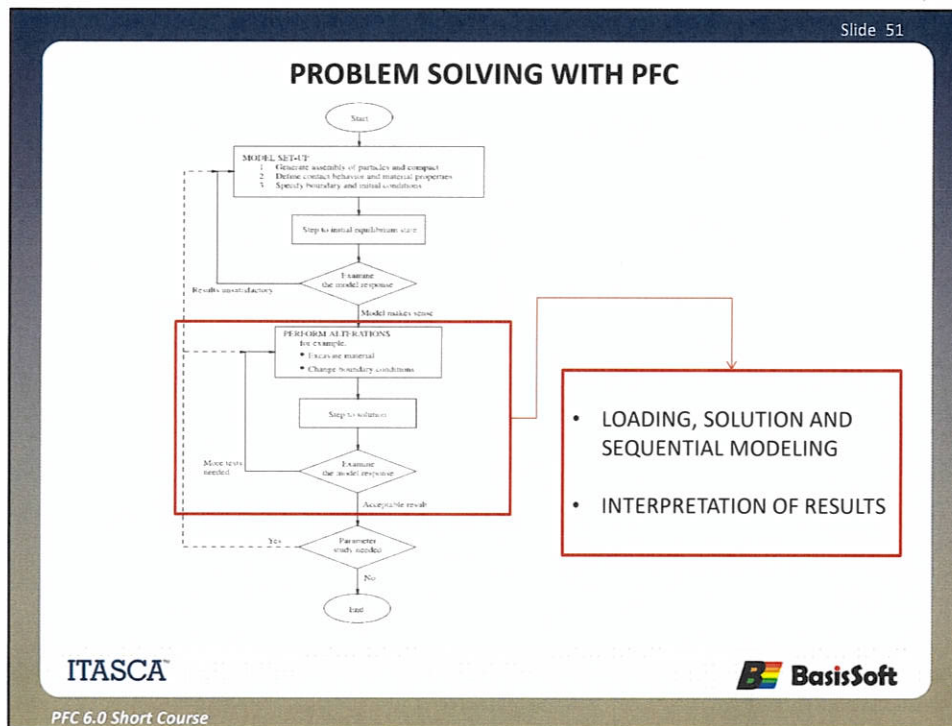 Slide 51
PROBLEM SOLVING WITH PFC
Start
MODEL SET-UP
1 Generate assembly of particles and compact
2 Define contact behavior and material properties
3 Specify boundary and initial conditions
Step to initial equilibrium state
Examine
the model response
Results unsatisfactory
Model makes sense
PERFORM ALTERATIONS
for example,
• Excavate material
• Change boundary conditions
Step to solution
More tests
needed
Examine
the model response
Acceptable result
Yes
Parameter
study needed
No
End
• LOADING, SOLUTION AND
SEQUENTIAL MODELING
• INTERPRETATION OF RESULTS
ITASCA™
BasisSoft
PFC 6.0 Short Course